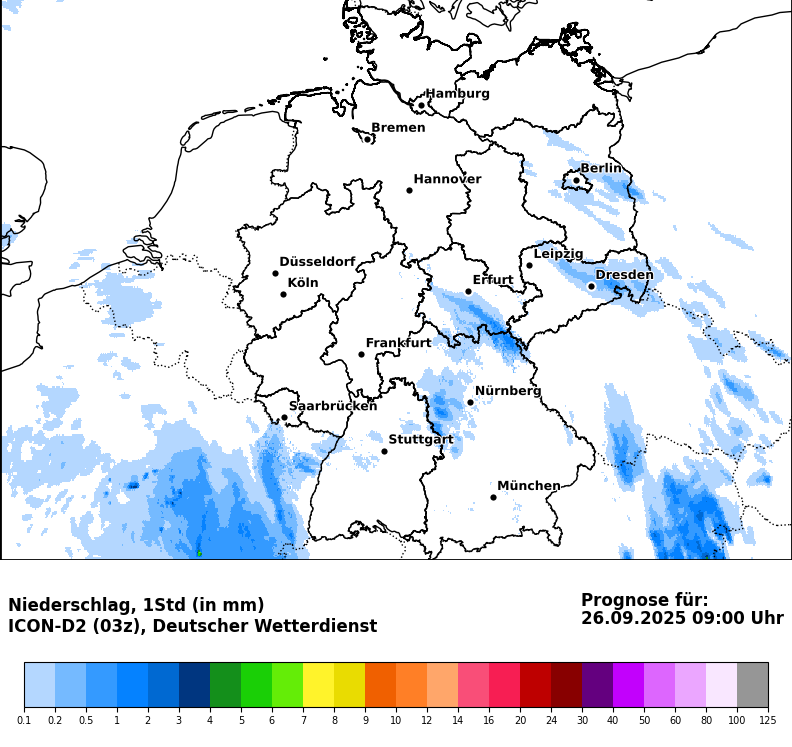 Hamburg
Bremen
Berlin
Hannover
Leipzig
Düsseldorf
Dresden
Köln
Erfurt
Frankfurt
Nürnberg
Saarbrücken
Stuttgart
München
Niederschlag, 1Std (in mm)
ICON-D2 (03z), Deutscher Wetterdienst
Prognose für:
26.09.2025 09:00 Uhr
0.1 0.2 0.5 1 2 3 4 5 6 7 8 9 10 12 14 16 20 24 30 40 50 60 80 100 125